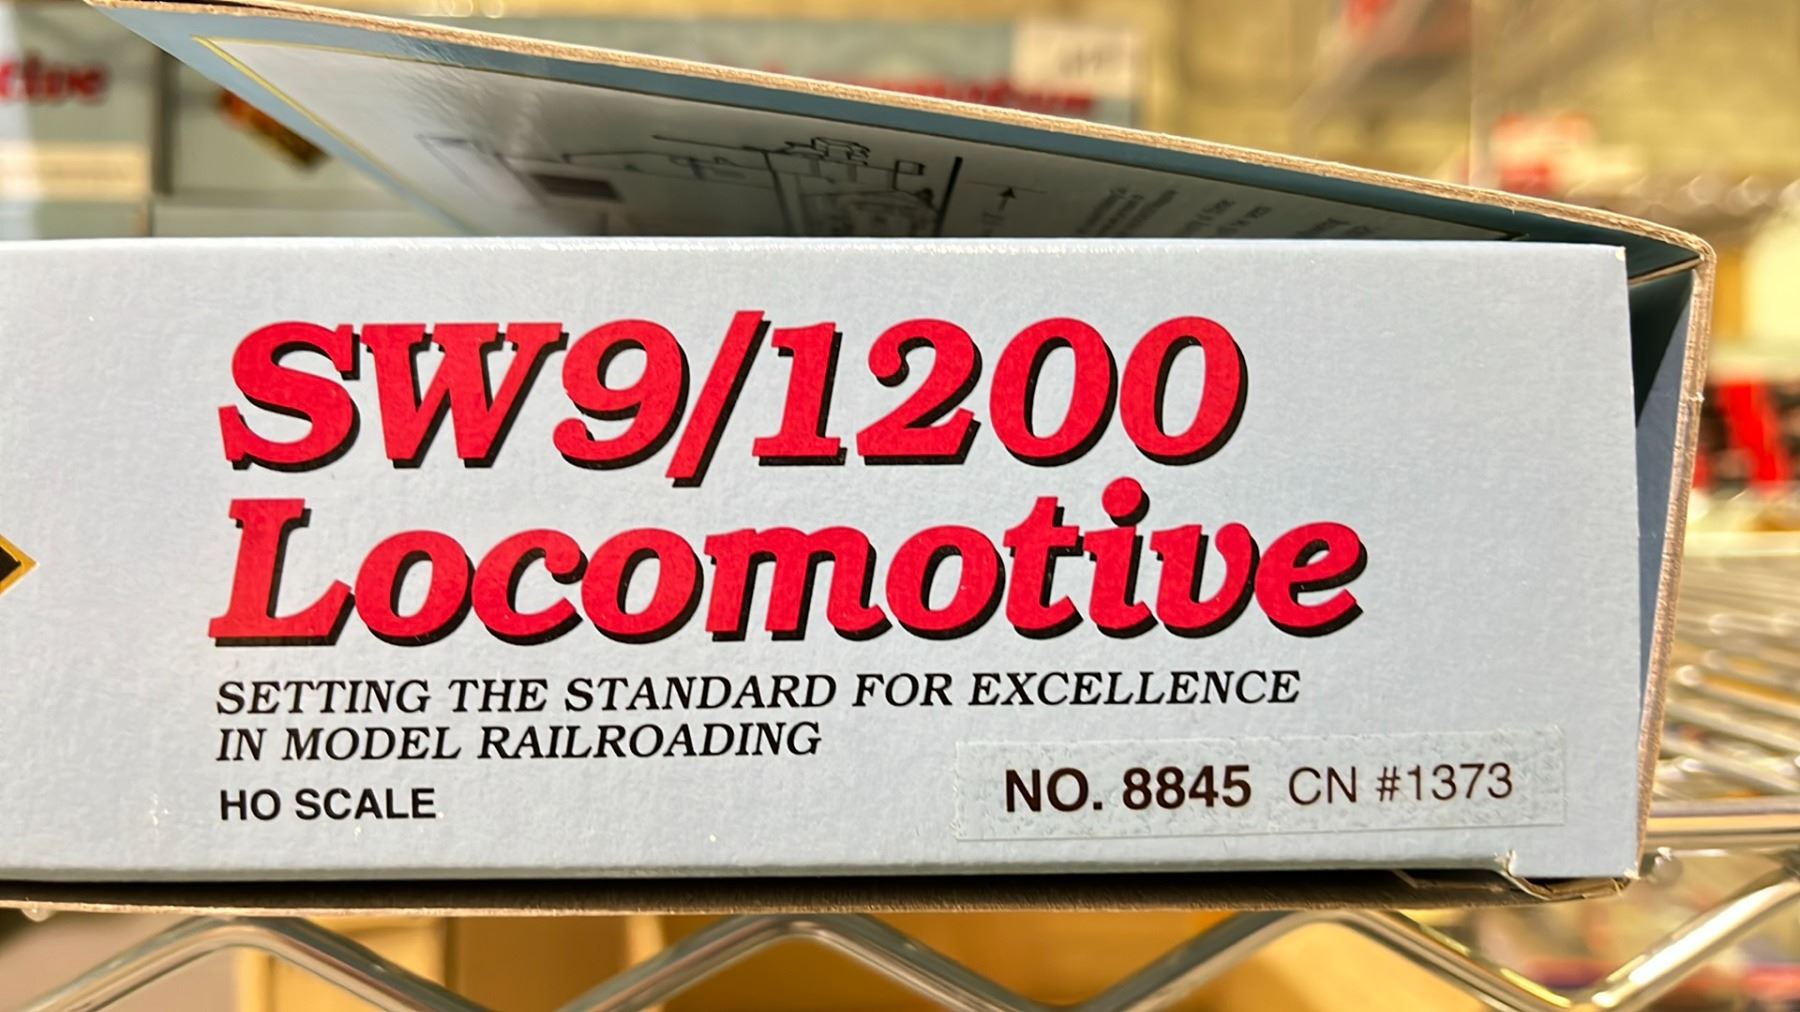 SW9/1200
Locomotive
SETTING THE STANDARD FOR EXCELLENCE
IN MODEL RAILROADING
HO SCALE
NO. 8845 CN #1373